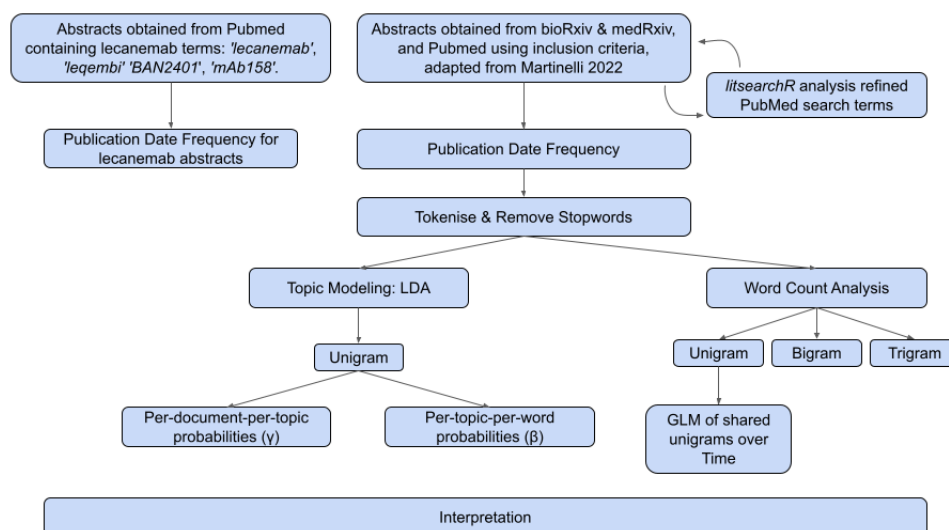 Abstracts obtained from Pubmed
containing lecanemab terms: 'lecanemab',
'leqembi' 'BAN2401', 'mAb158'.
Abstracts obtained from bioRxiv & medRxiv,
and Pubmed using inclusion criteria,
adapted from Martinelli 2022
litsearchR analysis refined
PubMed search terms
Publication Date Frequency for
lecanemab abstracts
Publication Date Frequency
Tokenise & Remove Stopwords
Topic Modeling: LDA
Word Count Analysis
Unigram
Unigram
Bigram
Trigram
Per-document-per-topic
probabilities (γ)
Per-topic-per-word
probabilities (β)
GLM of shared
unigrams over
Time
Interpretation